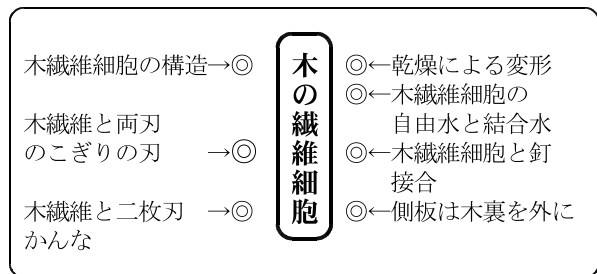 木繊維細胞の構造→◎
木繊維と両刃
のこぎりの刃　→◎
木繊維と二枚刃　→◎
かんな
木の繊維細胞
◎←乾燥による変形
◎←木繊維細胞の
自由水と結合水
◎←木繊維細胞と釘
接合
◎←側板は木裏を外に